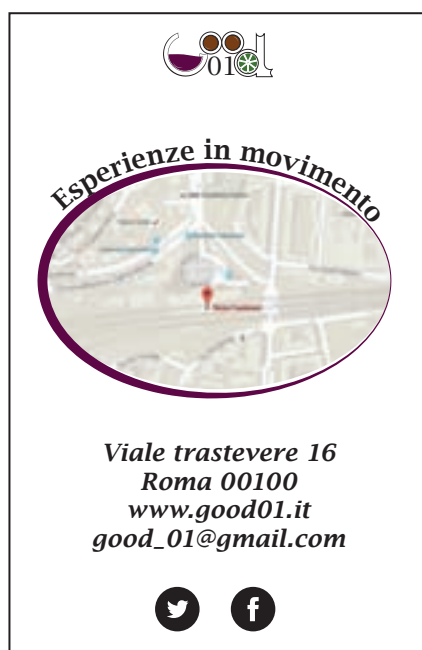 Good
01
Esperienze in movimento
Viale trastevere 16
Roma 00100
www.good01.it
good_01@gmail.com